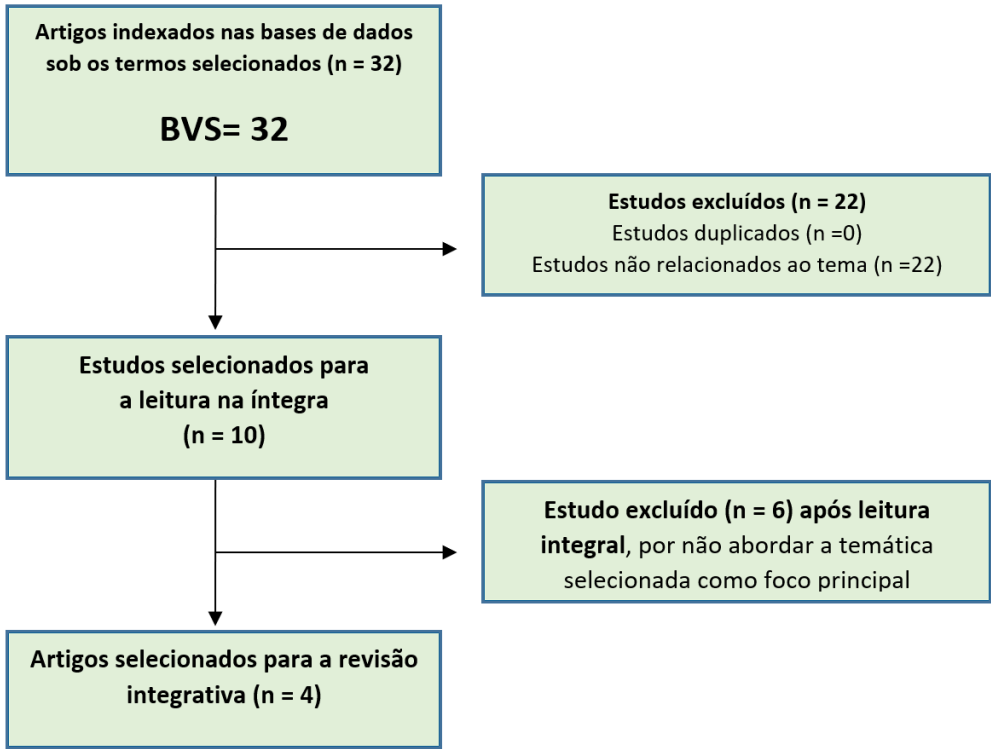 Artigos indexados nas bases de dados
sob os termos selecionados (n = 32)
BVS= 32
Estudos excluídos (n = 22)
Estudos duplicados (n =0)
Estudos não relacionados ao tema (n =22)
Estudos selecionados para
a leitura na íntegra
(n = 10)
Estudo excluído (n = 6) após leitura
integral, por não abordar a temática
selecionada como foco principal
Artigos selecionados para a revisão
integrativa (n = 4)